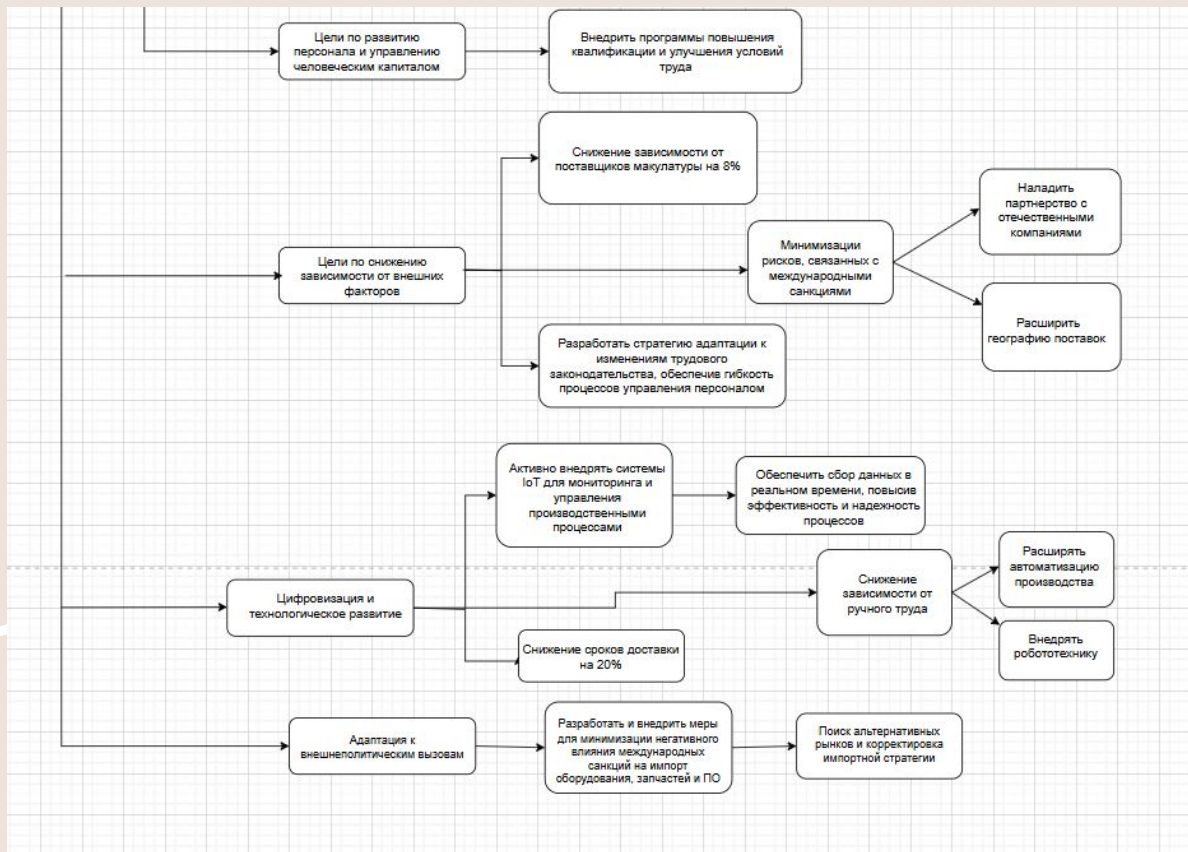 Цели по развитию
персонала и управлению
человеческим капиталом
Внедрить программы повышения
квалификации и улучшения условий
труда
Снижение зависимости от
поставщиков макулатуры на 8%
Цели по снижению
зависимости от внешних
факторов
Минимизации
рисков, связанных с
международными
санкциями
Наладить
партнерство с
отечественными
компаниями
Расширить
географию поставок
Разработать стратегию адаптации к
изменениям трудового
законодательства, обеспечив гибкость
процессов управления персоналом
Активно внедрять системы
IoT для мониторинга и
управления
производственными
процессами
Обеспечить сбор данных в
реальном времени, повысив
эффективность и надежность
процессов
Цифровизация и
технологическое развитие
Снижение
зависимости от
ручного труда
Расширять
автоматизацию
производства
Внедрять
робототехнику
Снижение сроков доставки
на 20%
Адаптация к
внешнеполитическим вызовам
Разработать и внедрить меры
для минимизации негативного
влияния международных
санкций на импорт
оборудования, запчастей и ПО
Поиск альтернативных
рынков и корректировка
импортной стратегии